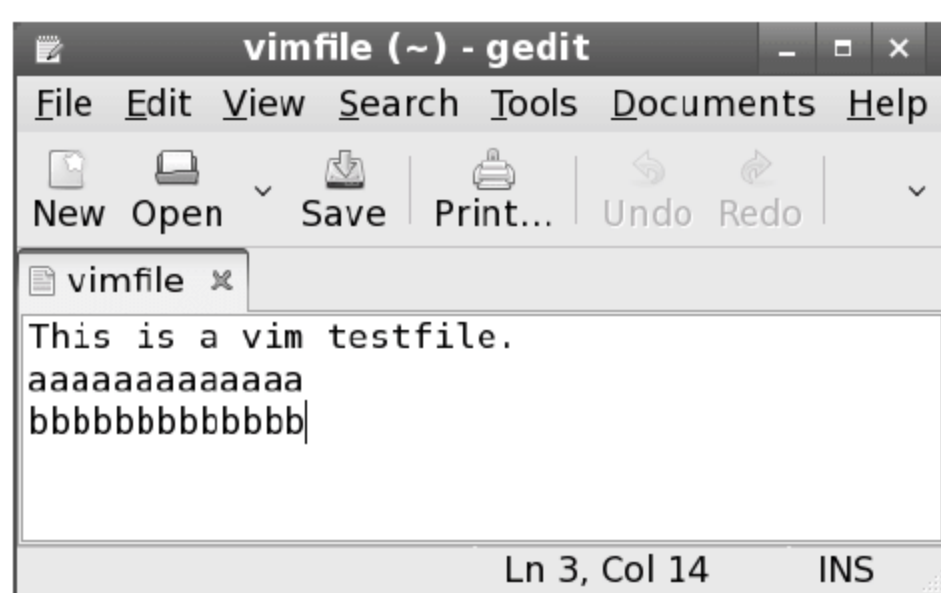 vimfile (~) - gedit
File Edit View Search Tools Documents Help
New Open Save Print... Undo Redo
vimfile
This is a vim testfile.
aaaaaaaaaaaaa
bbbbbbbbbbbbb
Ln 3, Col 14 INS